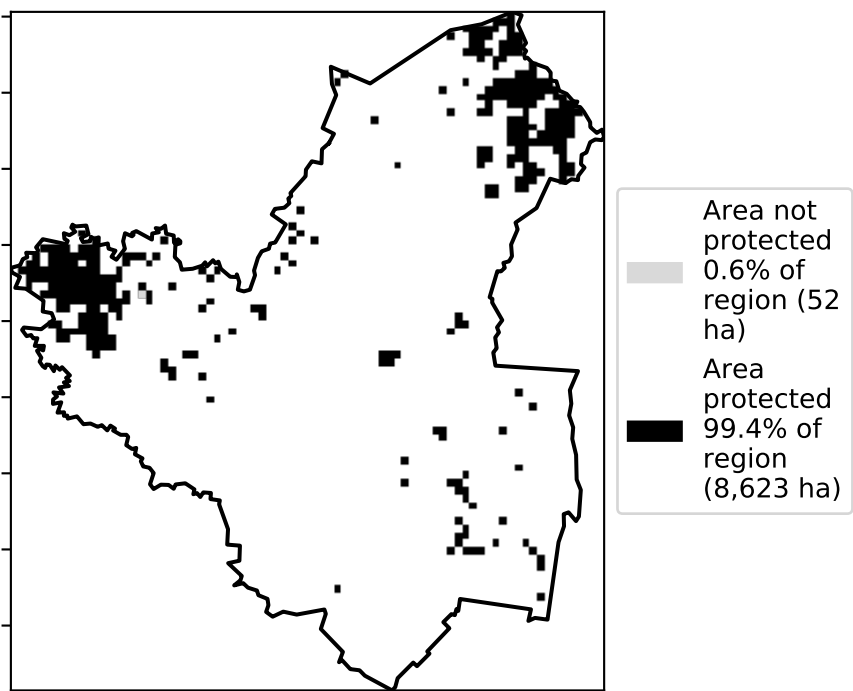 Area not
protected
0.6% of
region (52
ha)
Area
protected
99.4% of
region
(8,623 ha)